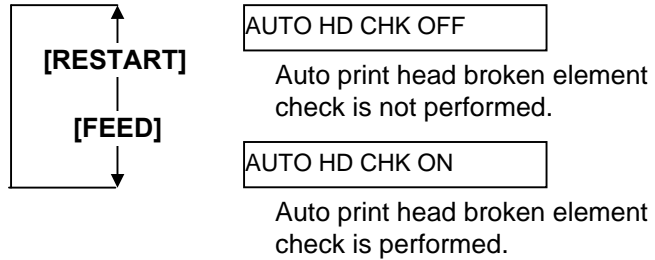 [RESTART]
[FEED]
AUTO HD CHK OFF
Auto print head broken element
check is not performed.
AUTO HD CHK ON
Auto print head broken element
check is performed.